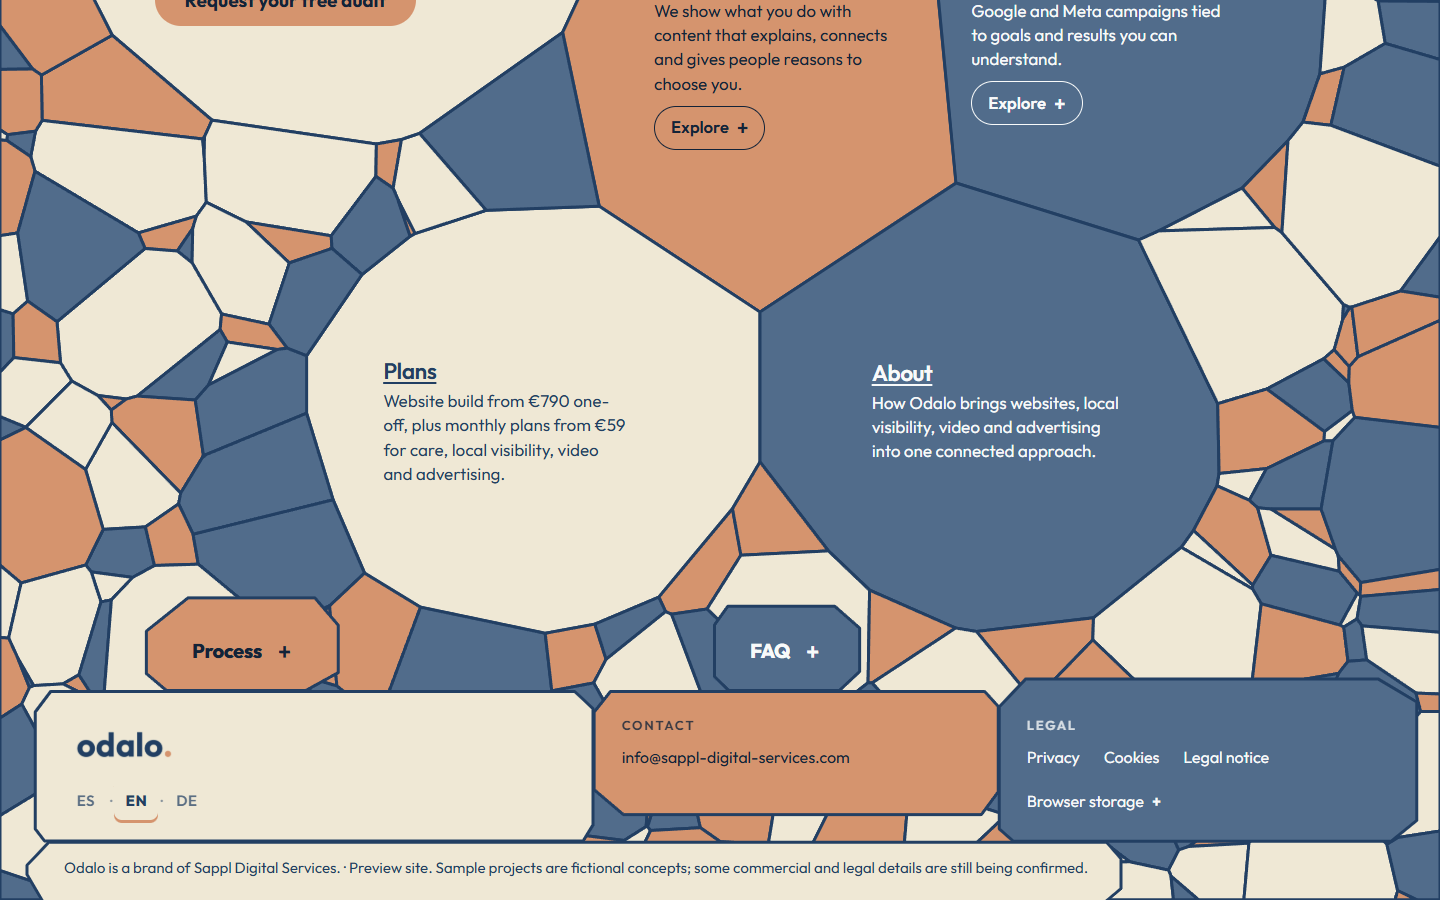 Request your free audit
We show what you do with
content that explains, connects
and gives people reasons to
choose you.
Explore +
Google and Meta campaigns tied
to goals and results you can
understand.
Explore +
Plans
Website build from €790 one-
off, plus monthly plans from €59
for care, local visibility, video
and advertising.
About
How Odalo brings websites, local
visibility, video and advertising
into one connected approach.
Process +
FAQ +
odalo.
ES · EN · DE
CONTACT
info@sappl-digital-services.com
LEGAL
Privacy Cookies Legal notice
Browser storage +
Odalo is a brand of Sappl Digital Services. · Preview site. Sample projects are fictional concepts; some commercial and legal details are still being confirmed.